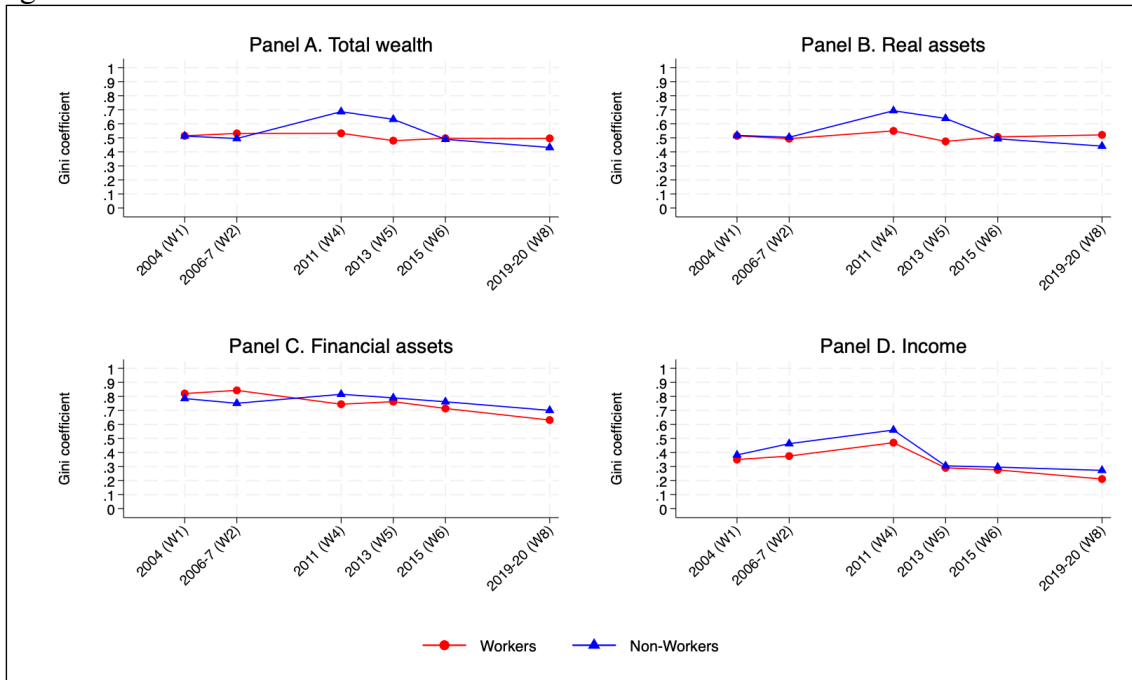 Panel A. Total wealth
Gini coefficient
1
.9
.8
.7
.6
.5
.4
.3
.2
.1
0
2004 (W1)
2006-7 (W2)
2011 (W4)
2013 (W5)
2015 (W6)
2019-20 (W8)
Panel B. Real assets
Gini coefficient
1
.9
.8
.7
.6
.5
.4
.3
.2
.1
0
2004 (W1)
2006-7 (W2)
2011 (W4)
2013 (W5)
2015 (W6)
2019-20 (W8)
Panel C. Financial assets
Gini coefficient
1
.9
.8
.7
.6
.5
.4
.3
.2
.1
0
2004 (W1)
2006-7 (W2)
2011 (W4)
2013 (W5)
2015 (W6)
2019-20 (W8)
Panel D. Income
Gini coefficient
1
.9
.8
.7
.6
.5
.4
.3
.2
.1
0
2004 (W1)
2006-7 (W2)
2011 (W4)
2013 (W5)
2015 (W6)
2019-20 (W8)
Workers
Non-Workers